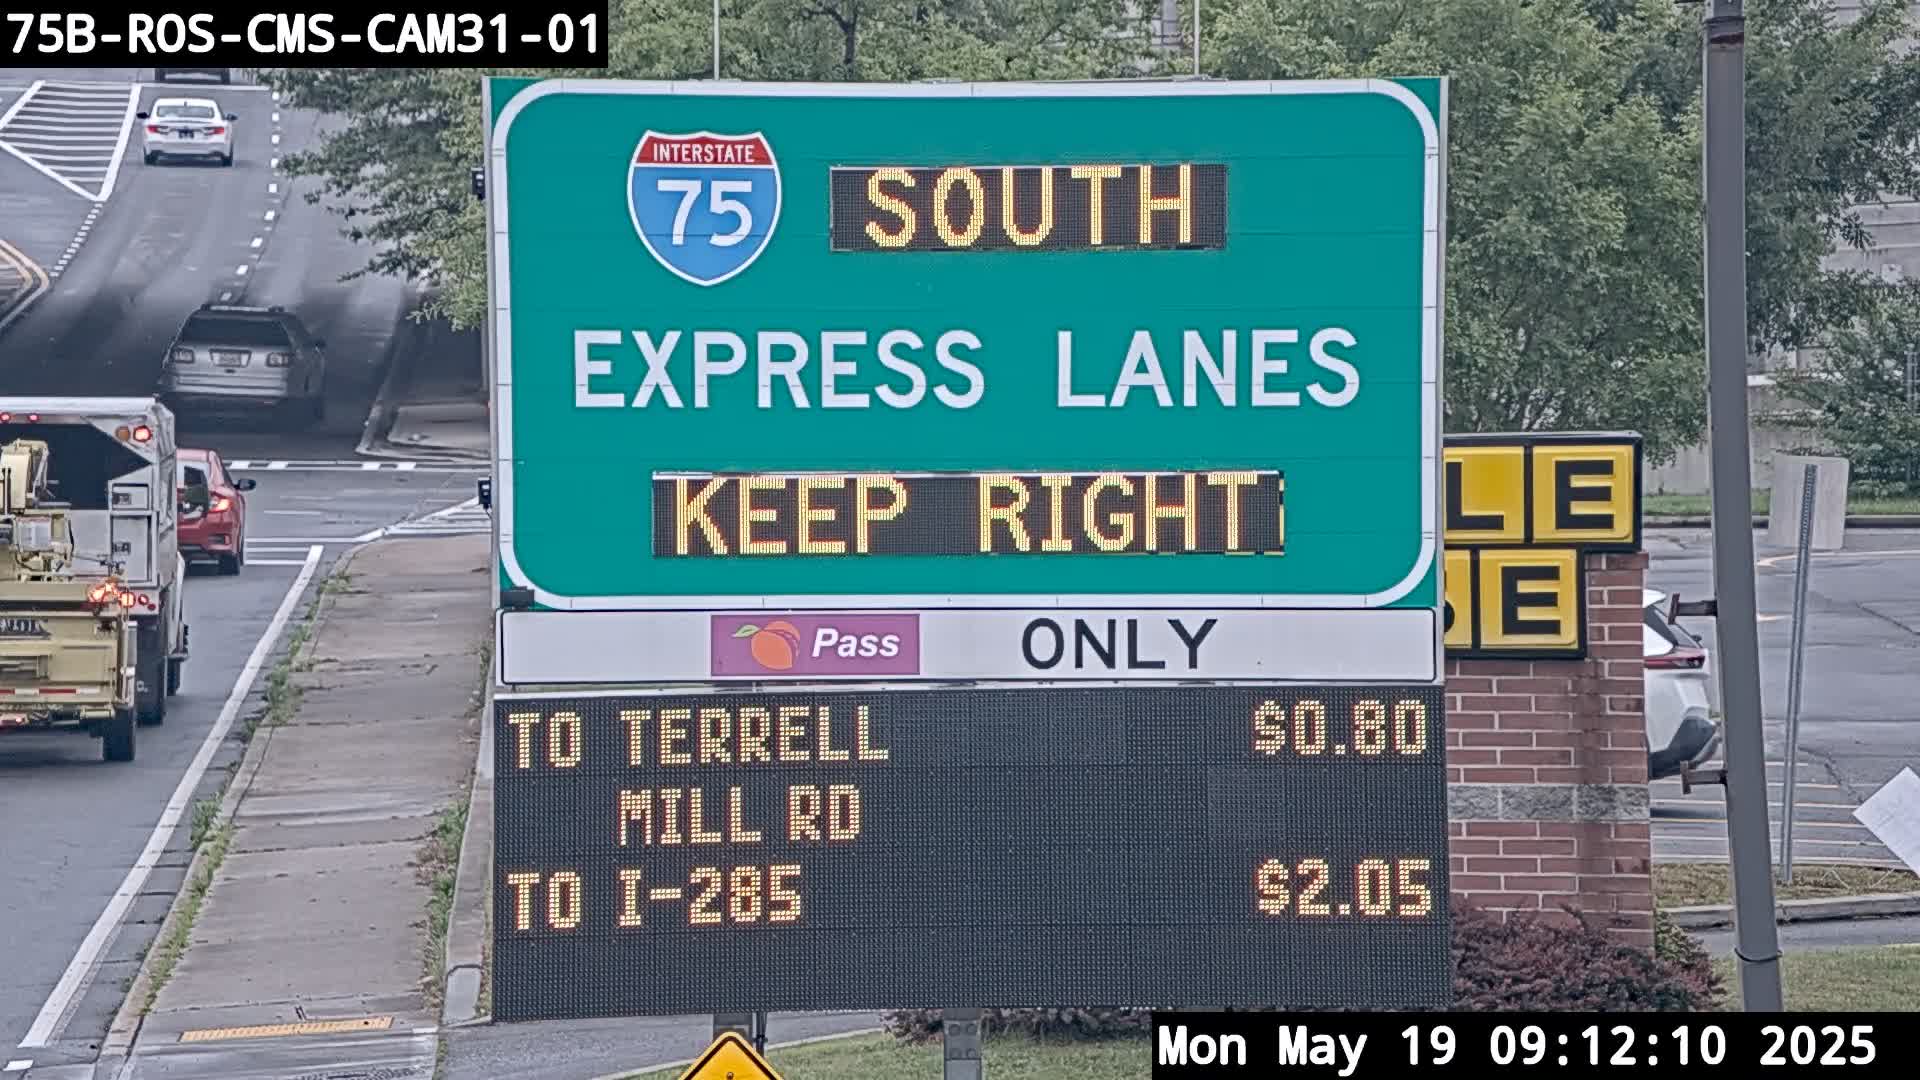 75B-ROS-CMS-CAM31-01
INTERSTATE
75
SOUTH
EXPRESS LANES
KEEP RIGHT
Pass ONLY
TO TERRELL $0.80
MILL RD
TO I-285 $2.05
LE
E
Mon May 19 09:12:10 2025